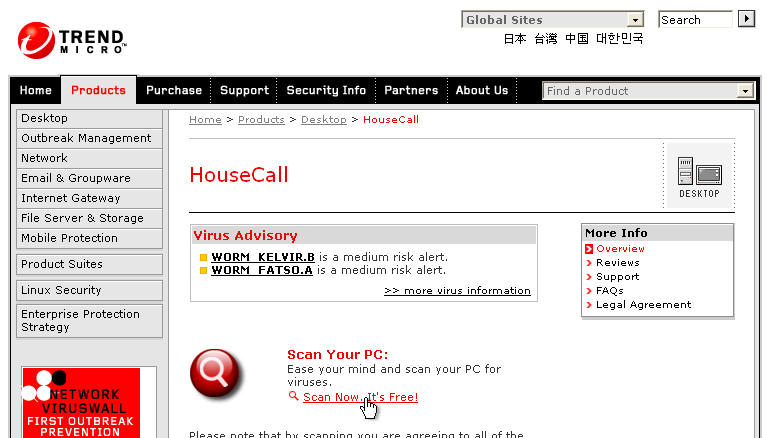 Global Sites
Search
日本 台灣 中国 대한민국
TREND
MICRO™
Home Products Purchase Support Security Info Partners About Us Find a Product
Desktop
Outbreak Management
Network
Email & Groupware
Internet Gateway
File Server & Storage
Mobile Protection
Product Suites
Linux Security
Enterprise Protection
Strategy
NETWORK
VIRUSWALL
FIRST OUTBREAK
PREVENTION
Home > Products > Desktop > HouseCall
HouseCall
DESKTOP
Virus Advisory
WORM_KELVIR.B is a medium risk alert.
WORM_FATSO.A is a medium risk alert.
>> more virus information
More Info
Overview
Reviews
Support
FAQs
Legal Agreement
Scan Your PC:
Ease your mind and scan your PC for
viruses.
Scan Now. It's Free!
Please note that by scanning you are agreeing to all of the